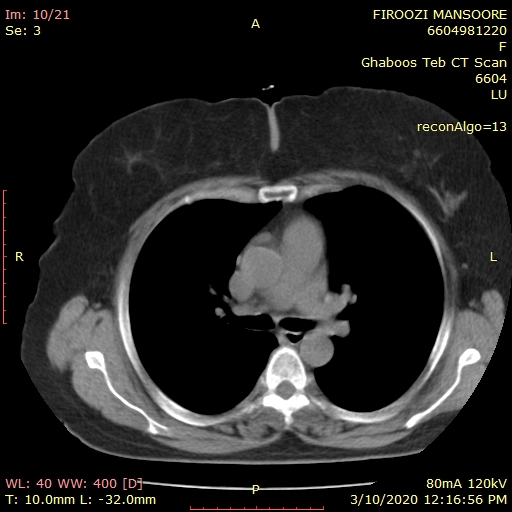 Im: 10/21
Se: 3
A
FIROOZI MANSOORE
6604981220
F
Ghaboos Teb CT Scan
6604
LU
reconAlgo=13
R
L
WL: 40 WW: 400 [D]
T: 10.0mm L: -32.0mm
P
80mA 120kV
3/10/2020 12:16:56 PM